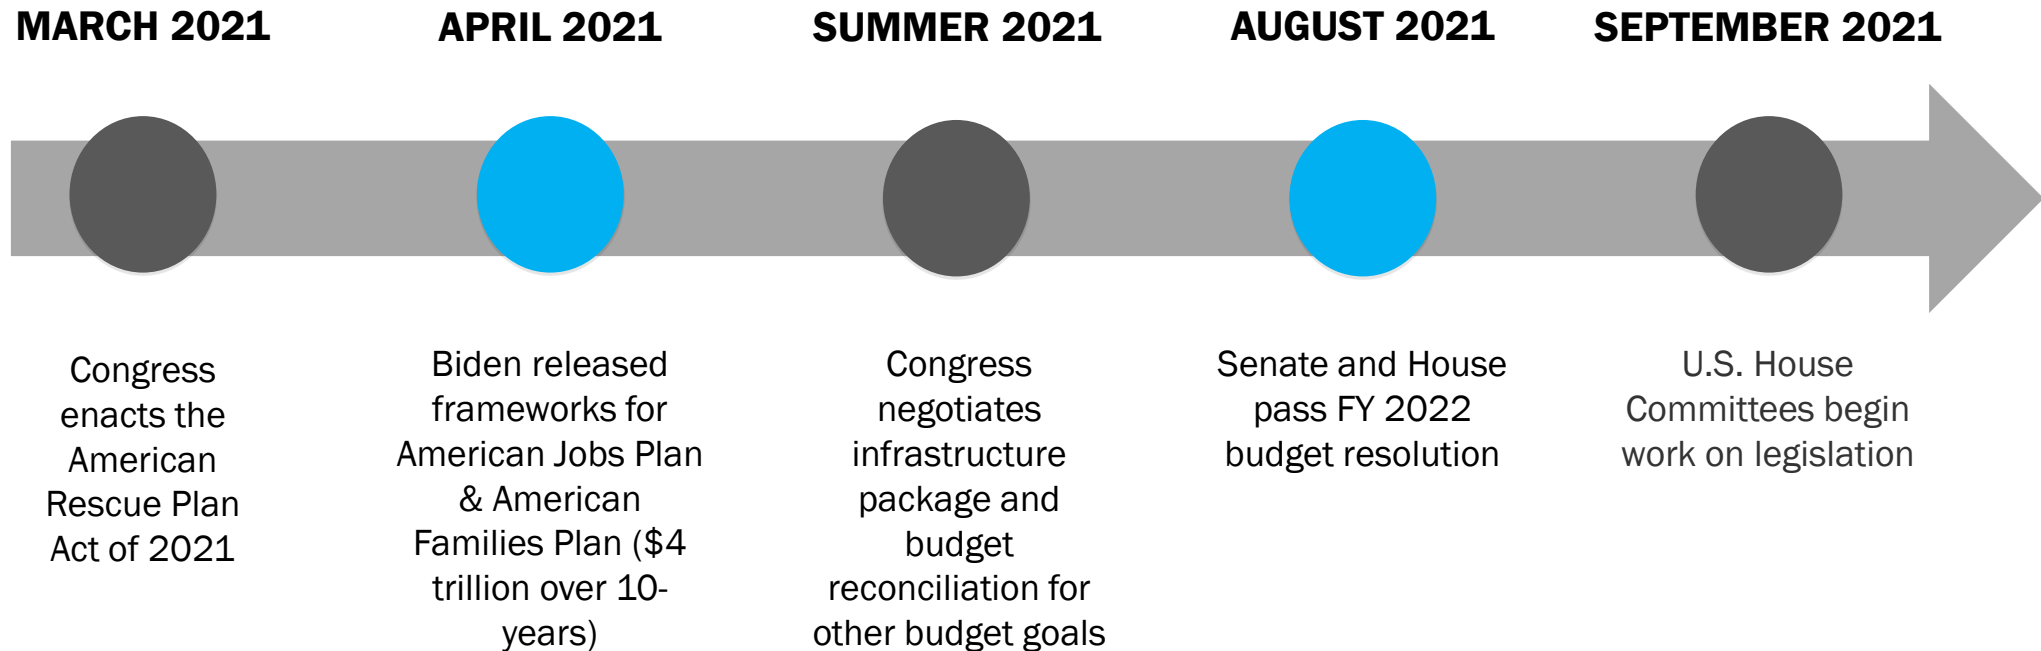 MARCH 2021
APRIL 2021
SUMMER 2021
AUGUST 2021
SEPTEMBER 2021
Congress
enacts the
American
Rescue Plan
Act of 2021
Biden released
frameworks for
American Jobs Plan
& American
Families Plan ($4
trillion over 10-
years)
Congress
negotiates
infrastructure
package and
budget
reconciliation for
other budget goals
Senate and House
pass FY 2022
budget resolution
U.S. House
Committees begin
work on legislation